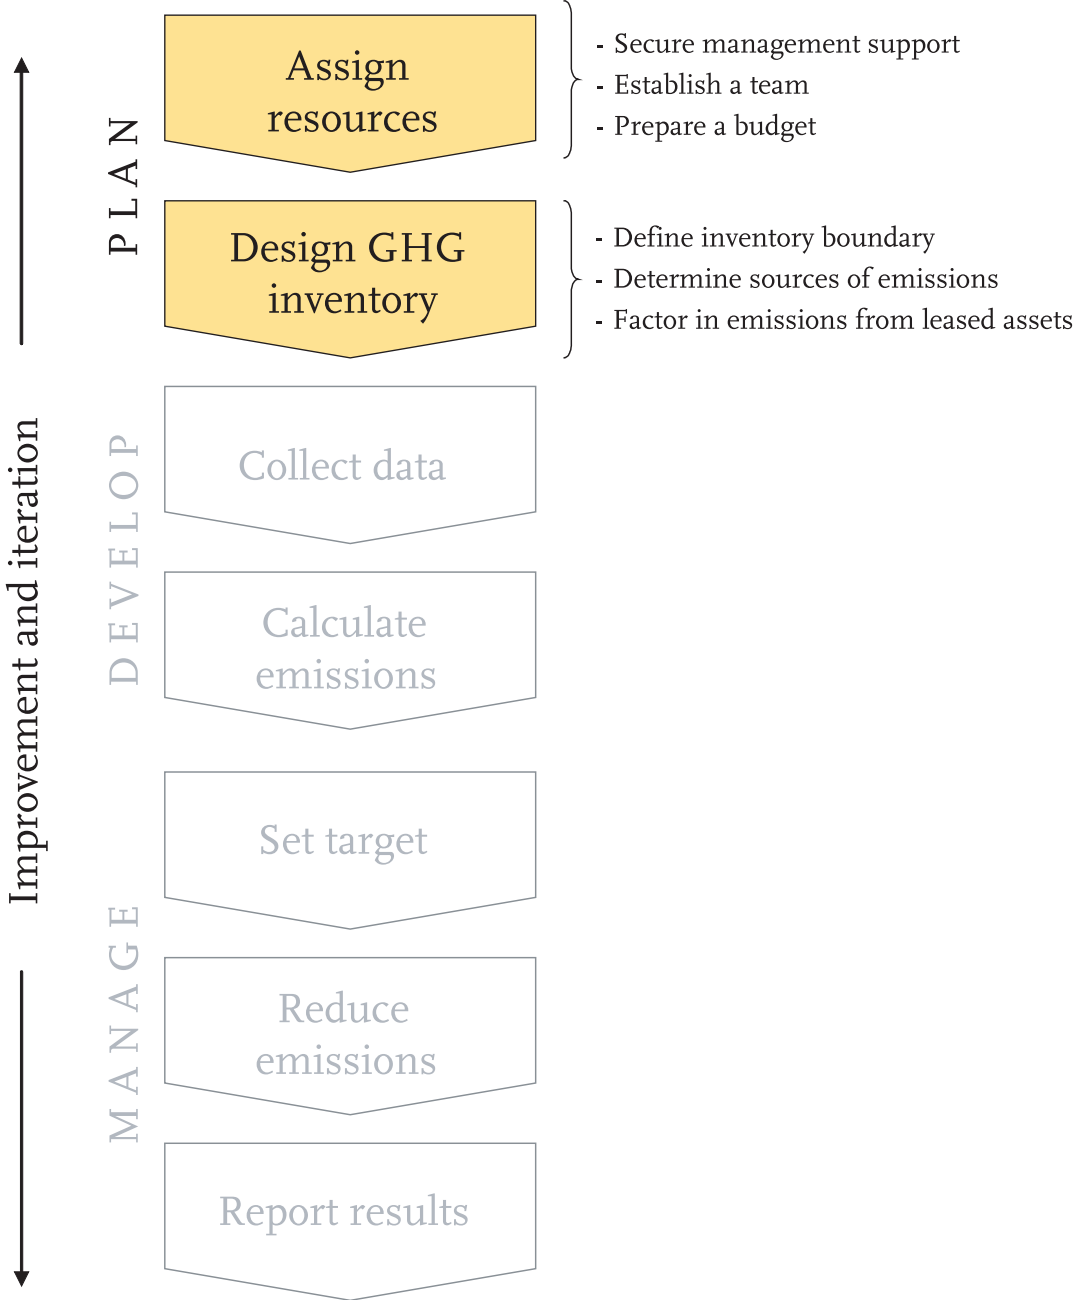 Improvement and iteration
PLAN
Assign
resources
- Secure management support
- Establish a team
- Prepare a budget
Design GHG
inventory
- Define inventory boundary
- Determine sources of emissions
- Factor in emissions from leased assets
DEVELOP
Collect data
Calculate
emissions
MANAGE
Set target
Reduce
emissions
Report results